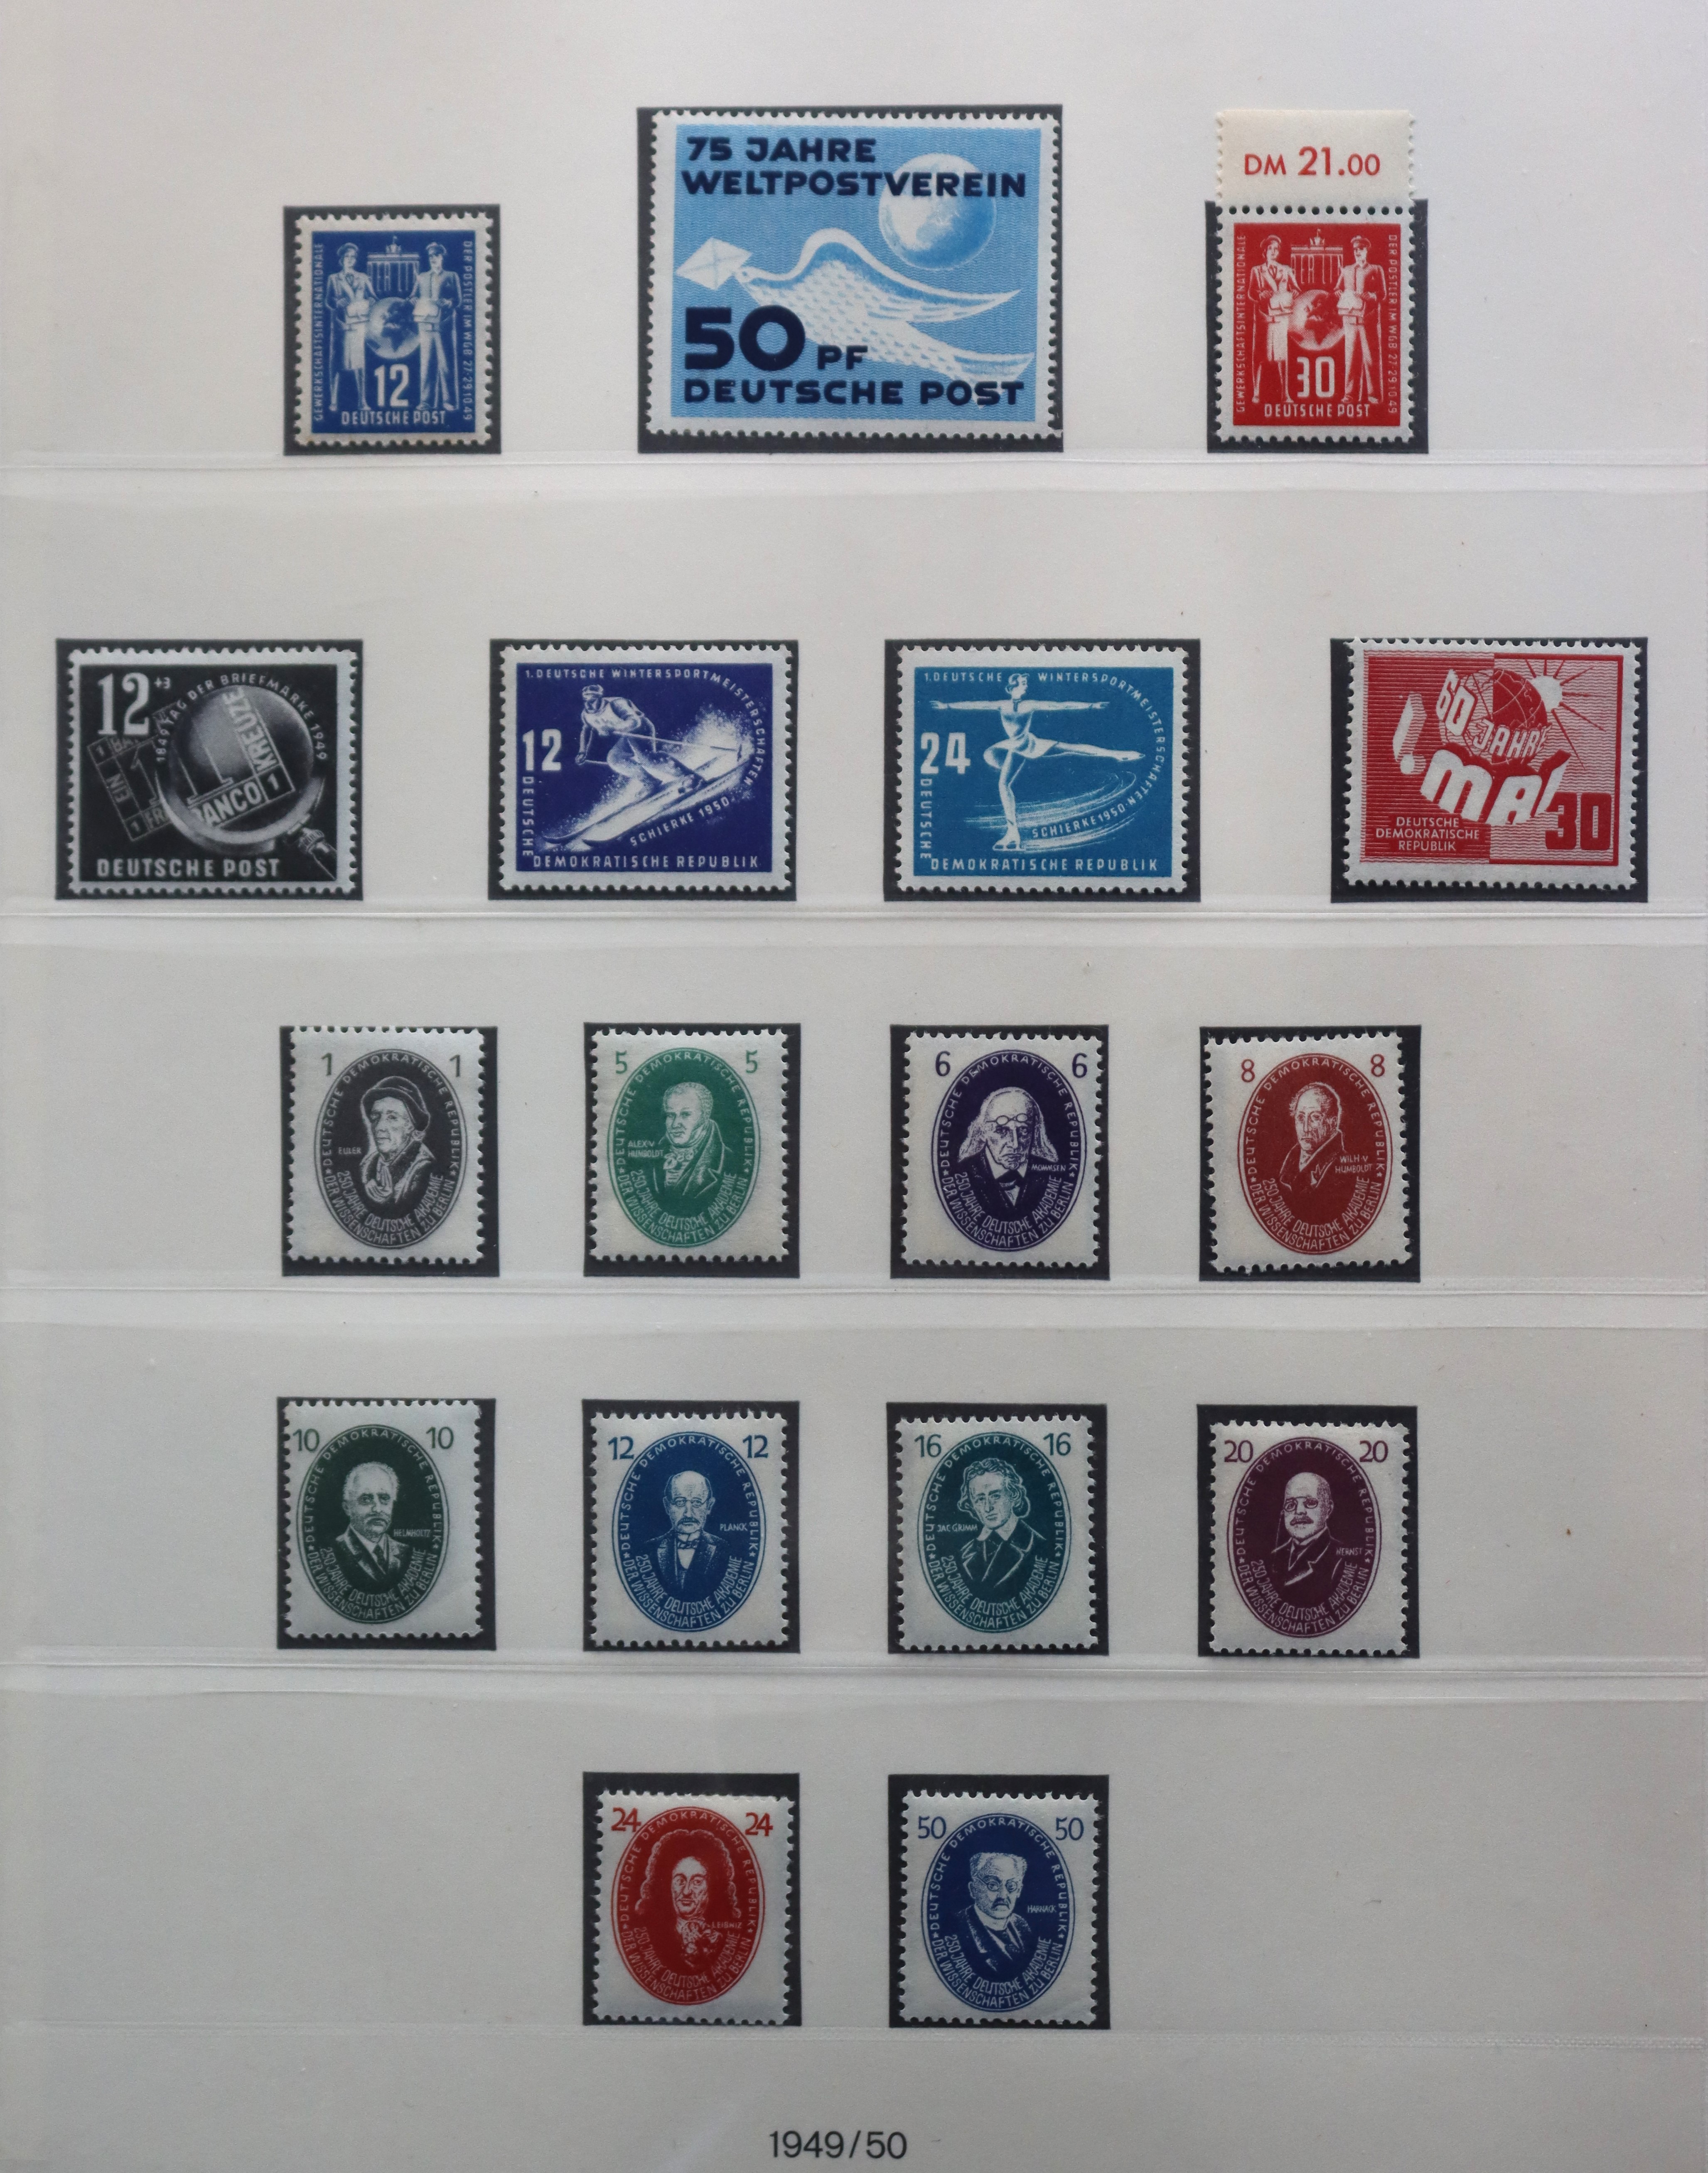 75 JAHRE
WELTPOSTVEREIN
50 PF
DEUTSCHE POST
DM 21.00
GEWERKSCHAFTSINTERNATIONALE
DER POSTLER IM WGB 27-29.10.49
12
DEUTSCHE POST
GEWERKSCHAFTSINTERNATIONALE
DER POSTLER IM WGB 27-29.10.49
30
DEUTSCHE POST
12+3
1849 TAG DER BRIEFMARKE 1949
EIN
KREUZE
1
FR
ANCO
1
DEUTSCHE POST
1. DEUTSCHE WINTERSPORTMEISTERSCHAFTEN
12
SCHIERKE 1950
DEUTSCHE
DEMOKRATISCHE REPUBLIK
1. DEUTSCHE WINTERSPORTMEISTERSCHAFTEN
24
SCHIERKE 1950
DEUTSCHE
DEMOKRATISCHE REPUBLIK
60 JAHRE
1. MAI
DEUTSCHE
DEMOKRATISCHE
REPUBLIK
30
1 1
DEUTSCHE DEMOKRATISCHE REPUBLIK
EULER
250 JAHRE DEUTSCHE AKADEMIE
DER WISSENSCHAFTEN ZU BERLIN
5 5
DEUTSCHE DEMOKRATISCHE REPUBLIK
ALEX·V
HUMBOLDT
250 JAHRE DEUTSCHE AKADEMIE
DER WISSENSCHAFTEN ZU BERLIN
6 6
DEUTSCHE DEMOKRATISCHE REPUBLIK
MOMMSEN
250 JAHRE DEUTSCHE AKADEMIE
DER WISSENSCHAFTEN ZU BERLIN
8 8
DEUTSCHE DEMOKRATISCHE REPUBLIK
WILH·V
HUMBOLDT
250 JAHRE DEUTSCHE AKADEMIE
DER WISSENSCHAFTEN ZU BERLIN
10 10
DEUTSCHE DEMOKRATISCHE REPUBLIK
HELMHOLTZ
250 JAHRE DEUTSCHE AKADEMIE
DER WISSENSCHAFTEN ZU BERLIN
12 12
DEUTSCHE DEMOKRATISCHE REPUBLIK
PLANCK
250 JAHRE DEUTSCHE AKADEMIE
DER WISSENSCHAFTEN ZU BERLIN
16 16
DEUTSCHE DEMOKRATISCHE REPUBLIK
JAC GRIMM
250 JAHRE DEUTSCHE AKADEMIE
DER WISSENSCHAFTEN ZU BERLIN
20 20
DEUTSCHE DEMOKRATISCHE REPUBLIK
NERNST
250 JAHRE DEUTSCHE AKADEMIE
DER WISSENSCHAFTEN ZU BERLIN
24 24
DEUTSCHE DEMOKRATISCHE REPUBLIK
LEIBNIZ
250 JAHRE DEUTSCHE AKADEMIE
DER WISSENSCHAFTEN ZU BERLIN
50 50
DEUTSCHE DEMOKRATISCHE REPUBLIK
HARNACK
250 JAHRE DEUTSCHE AKADEMIE
DER WISSENSCHAFTEN ZU BERLIN
1949/50